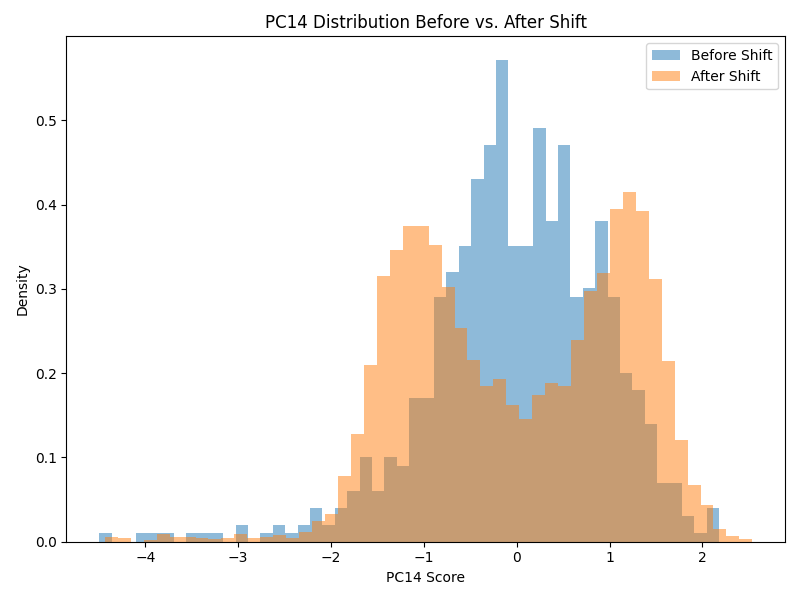 PC14 Distribution Before vs. After Shift
Before Shift
After Shift
Density
0.5
0.4
0.3
0.2
0.1
0.0
−4
−3
−2
−1
0
1
2
PC14 Score